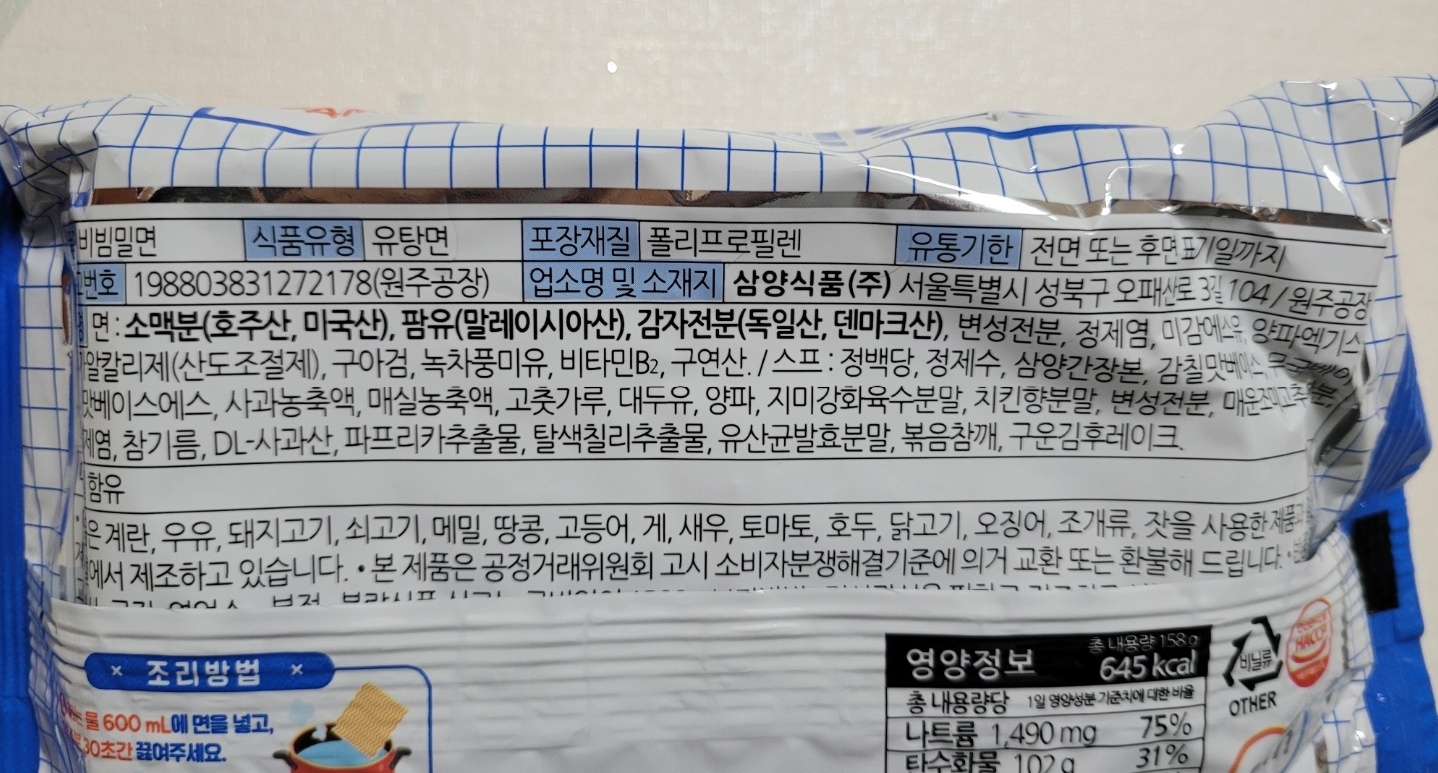 비빔밀면 식품유형 유탕면 포장재질 폴리프로필렌 유통기한 전면 또는 후면 표기일까지
번호 198803831272178(원주공장) 업소명 및 소재지 삼양식품(주) 서울특별시 성북구 오패산로 3길 104 / 원주공장
면 : 소맥분(호주산, 미국산), 팜유(말레이시아산), 감자전분(독일산, 덴마크산), 변성전분, 정제염, 미감에스유, 양파엑기스
알칼리제(산도조절제), 구아검, 녹차풍미유, 비타민B2, 구연산. / 스프 : 정백당, 정제수, 삼양간장본, 감칠맛베이스
맛베이스에스, 사과농축액, 매실농축액, 고춧가루, 대두유, 양파, 지미강화육수분말, 치킨향분말, 변성전분,
제염, 참기름, DL-사과산, 파프리카추출물, 탈색칠리추출물, 유산균발효분말, 볶음참깨, 구운김후레이크.
함유
은 계란, 우유, 돼지고기, 쇠고기, 메밀, 땅콩, 고등어, 게, 새우, 토마토, 호두, 닭고기, 오징어, 조개류, 잣을 사용한 제품과
에서 제조하고 있습니다. • 본 제품은 공정거래위원회 고시 소비자분쟁해결기준에 의거 교환 또는 환불해 드립니다. •
조리방법
물 600 mL에 면을 넣고,
30초간 끓여주세요.
영양정보 총 내용량 158 g
645 kcal
총 내용량당 1일 영양성분 기준치에 대한 비율
나트륨 1,490 mg 75%
탄수화물 102 g 31%
비닐류
OTHER
HACCP